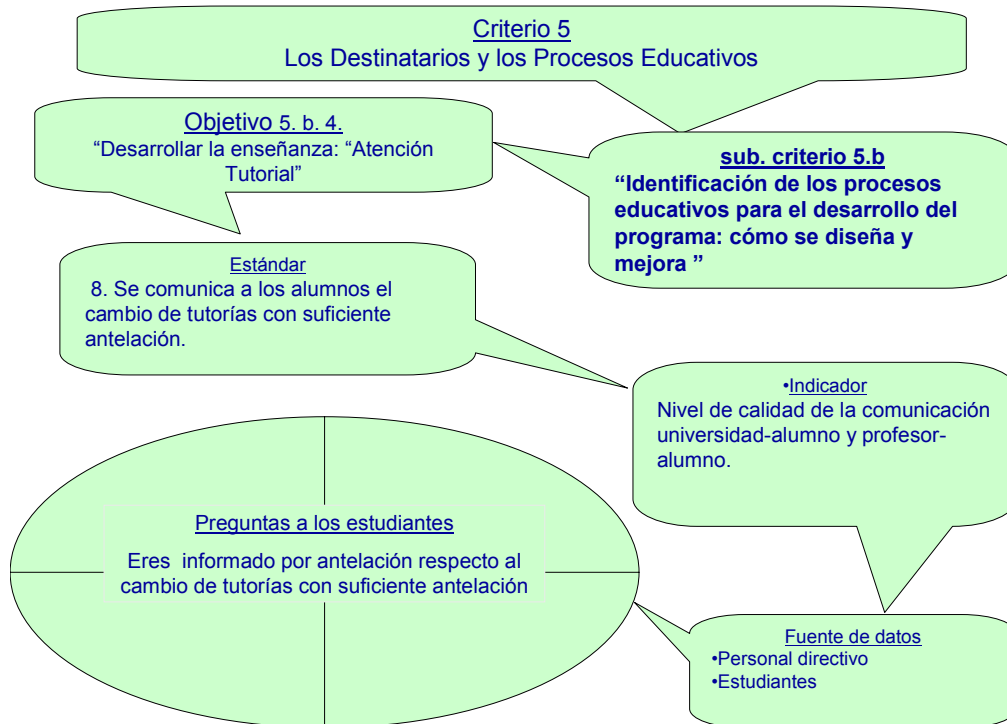 Criterio 5
Los Destinatarios y los Procesos Educativos
Objetivo 5. b. 4.
“Desarrollar la enseñanza: “Atención
Tutorial”
sub. criterio 5.b
“Identificación de los procesos
educativos para el desarrollo del
programa: cómo se diseña y
mejora ”
Estándar
8. Se comunica a los alumnos el
cambio de tutorías con suficiente
antelación.
•Indicador
Nivel de calidad de la comunicación
universidad-alumno y profesor-
alumno.
Preguntas a los estudiantes
Eres informado por antelación respecto al
cambio de tutorías con suficiente antelación
Fuente de datos
•Personal directivo
•Estudiantes